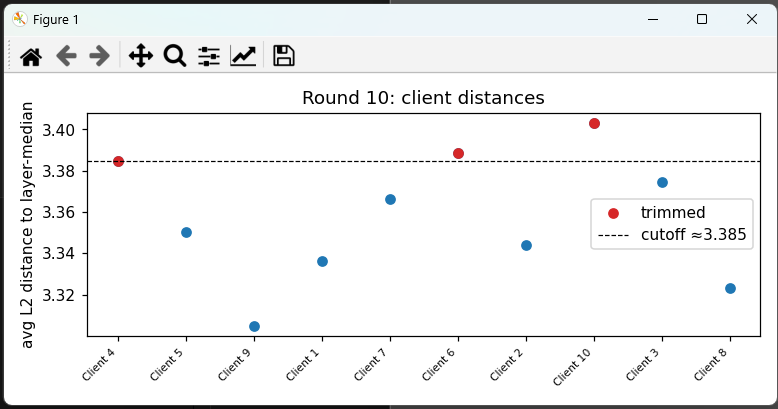 Figure 1
Round 10: client distances
avg L2 distance to layer-median
3.40
3.38
3.36
3.34
3.32
trimmed
cutoff ≈3.385
Client 4
Client 5
Client 9
Client 1
Client 7
Client 6
Client 2
Client 10
Client 3
Client 8